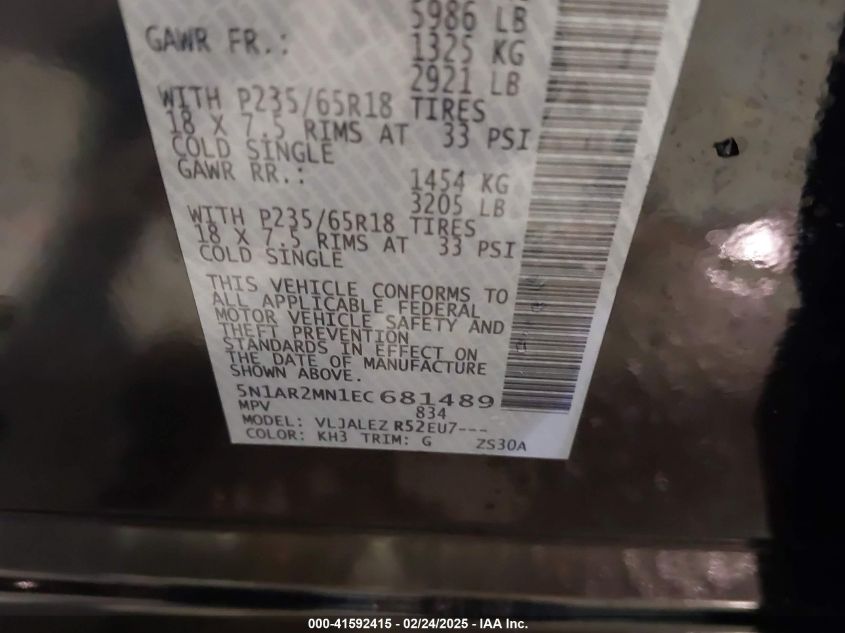 5986 LB
GAWR FR.: 1325 KG
2921 LB
WITH P235/65R18 TIRES
18 X 7.5 RIMS AT 33 PSI
COLD SINGLE
GAWR RR.: 1454 KG
3205 LB
WITH P235/65R18 TIRES
18 X 7.5 RIMS AT 33 PSI
COLD SINGLE
THIS VEHICLE CONFORMS TO
ALL APPLICABLE FEDERAL
MOTOR VEHICLE SAFETY AND
THEFT PREVENTION
STANDARDS IN EFFECT ON
THE DATE OF MANUFACTURE
SHOWN ABOVE.
5N1AR2MN1EC681489
MPV 834
MODEL: VLJALEZ R52EU7---
COLOR: KH3 TRIM: G ZS30A
000-41592415 - 02/24/2025 - IAA Inc.